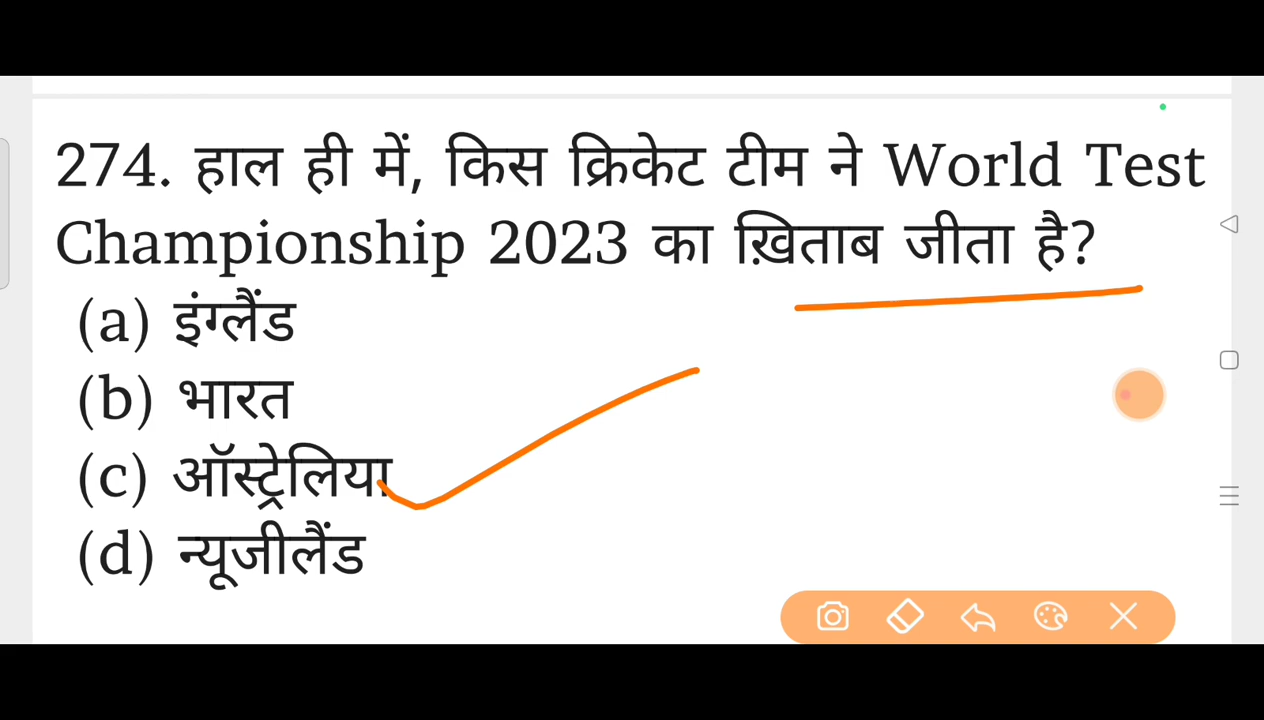 274. हाल ही में, किस क्रिकेट टीम ने World Test
Championship 2023 का ख़िताब जीता है?
(a) इंग्लैंड
(b) भारत
(c) ऑस्ट्रेलिया
(d) न्यूजीलैंड